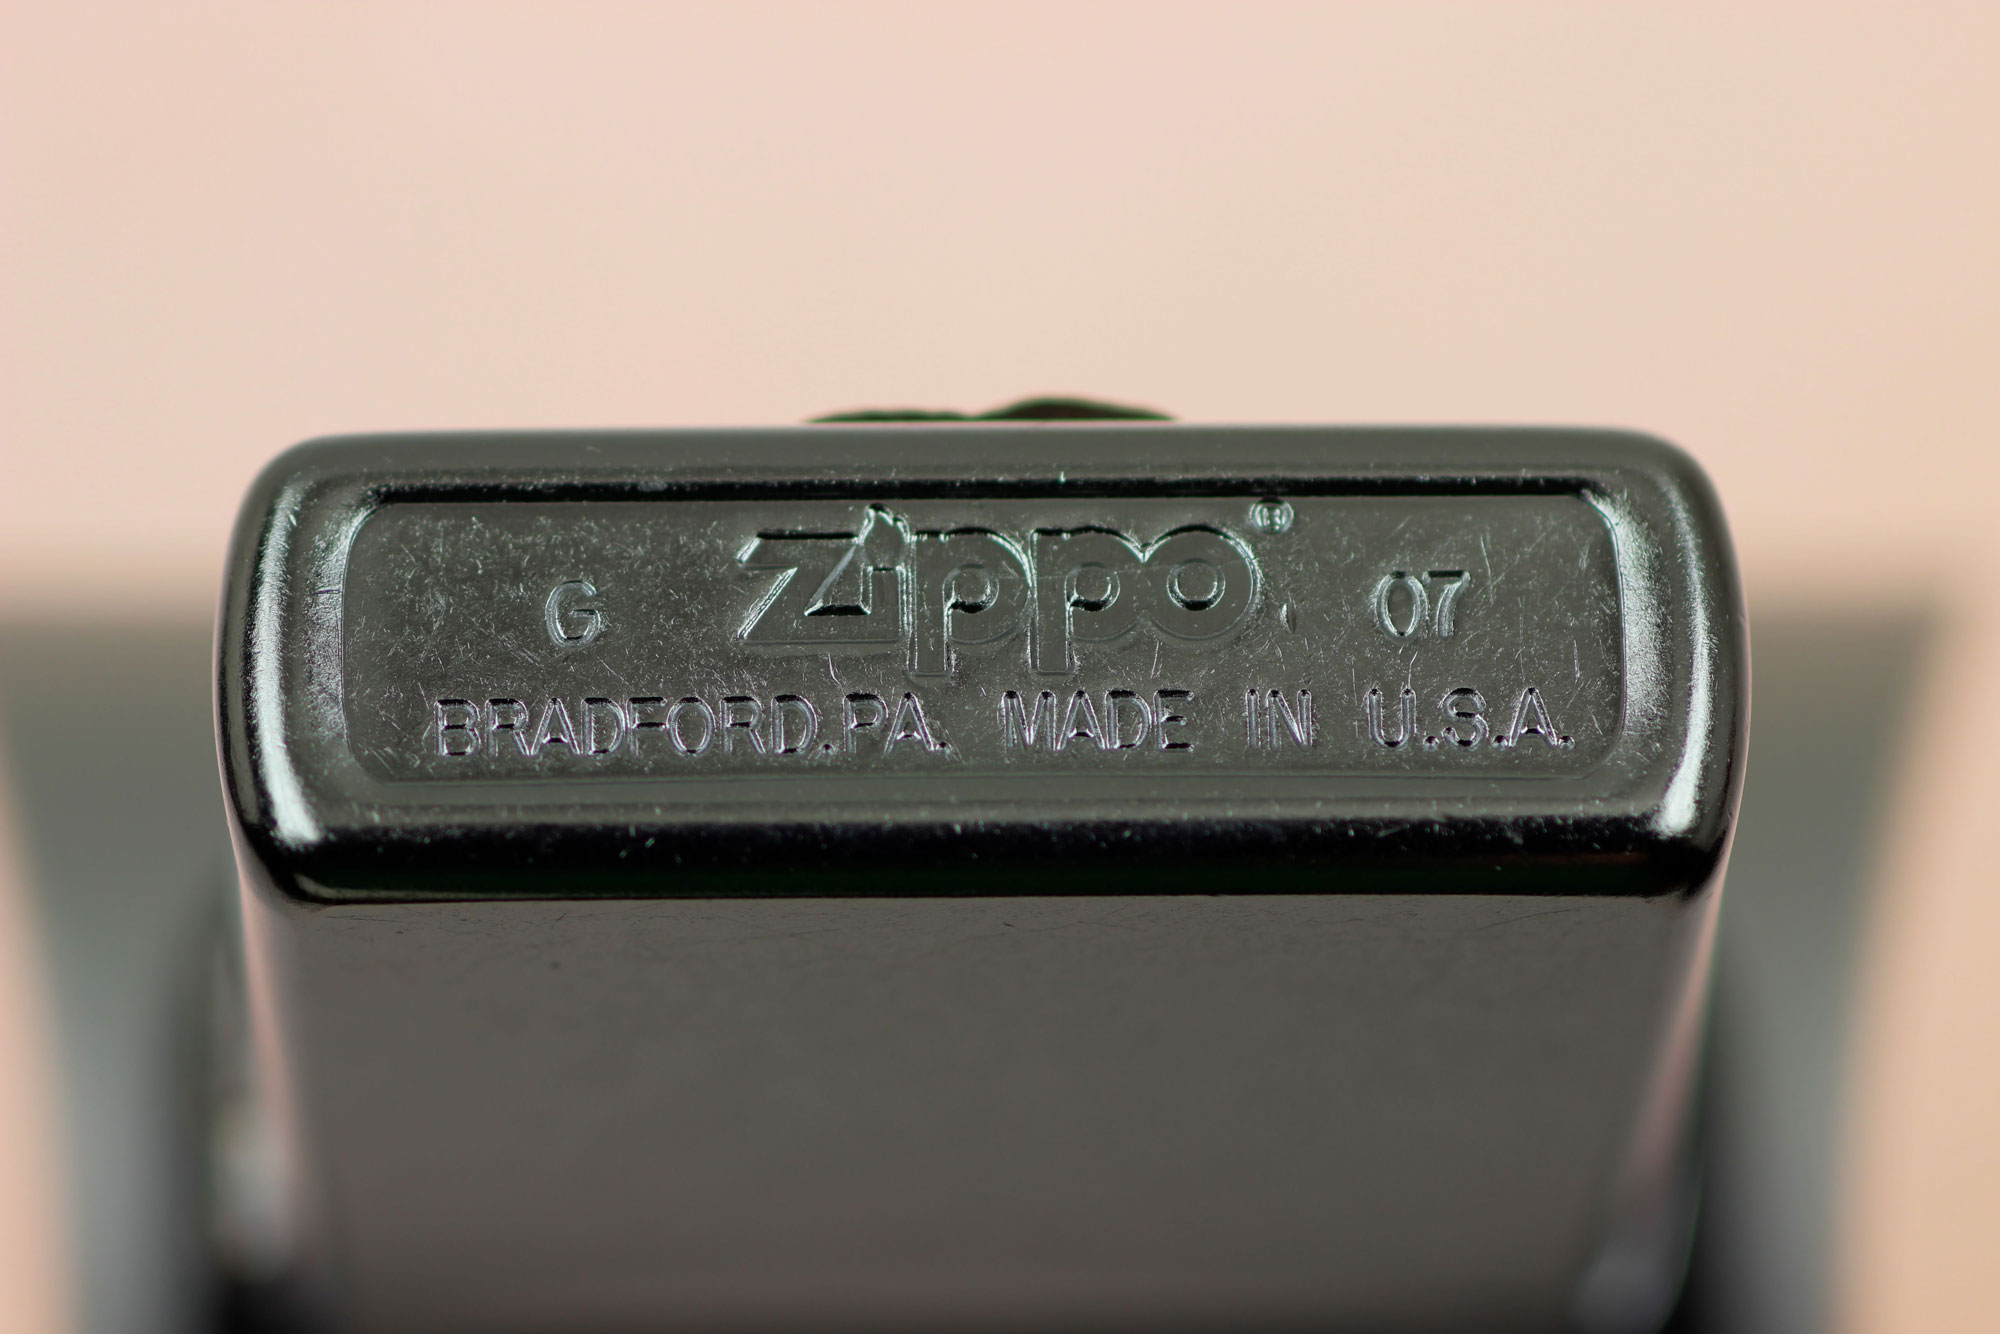 G zippo® 07
BRADFORD.PA. MADE IN U.S.A.